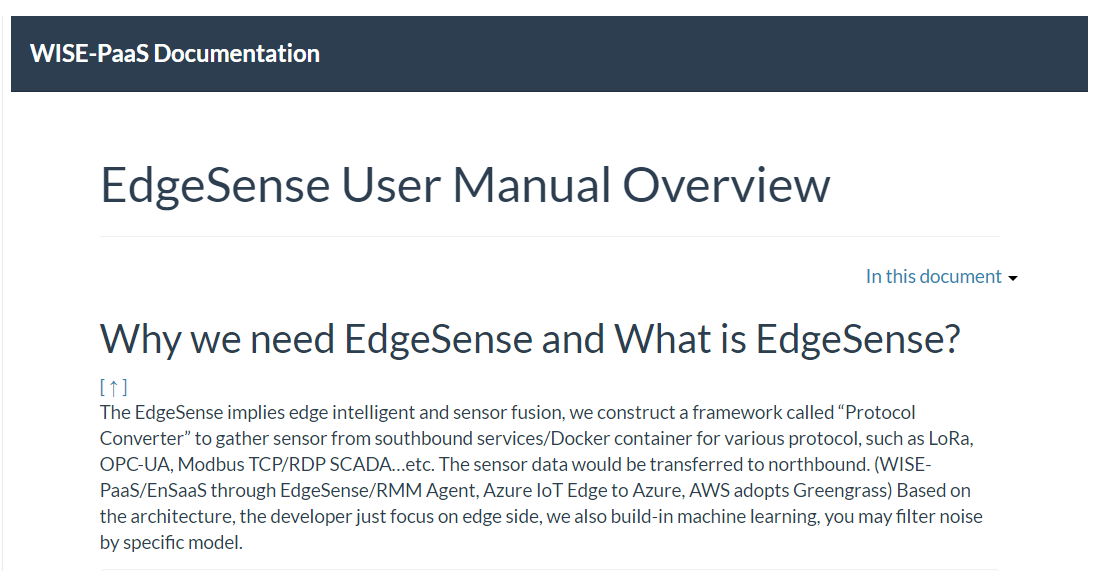 WISE-PaaS Documentation
EdgeSense User Manual Overview
In this document
Why we need EdgeSense and What is EdgeSense?
[↑]
The EdgeSense implies edge intelligent and sensor fusion, we construct a framework called “Protocol
Converter” to gather sensor from southbound services/Docker container for various protocol, such as LoRa,
OPC-UA, Modbus TCP/RDP SCADA…etc. The sensor data would be transferred to northbound. (WISE-
PaaS/EnSaaS through EdgeSense/RMM Agent, Azure IoT Edge to Azure, AWS adopts Greengrass) Based on
the architecture, the developer just focus on edge side, we also build-in machine learning, you may filter noise
by specific model.